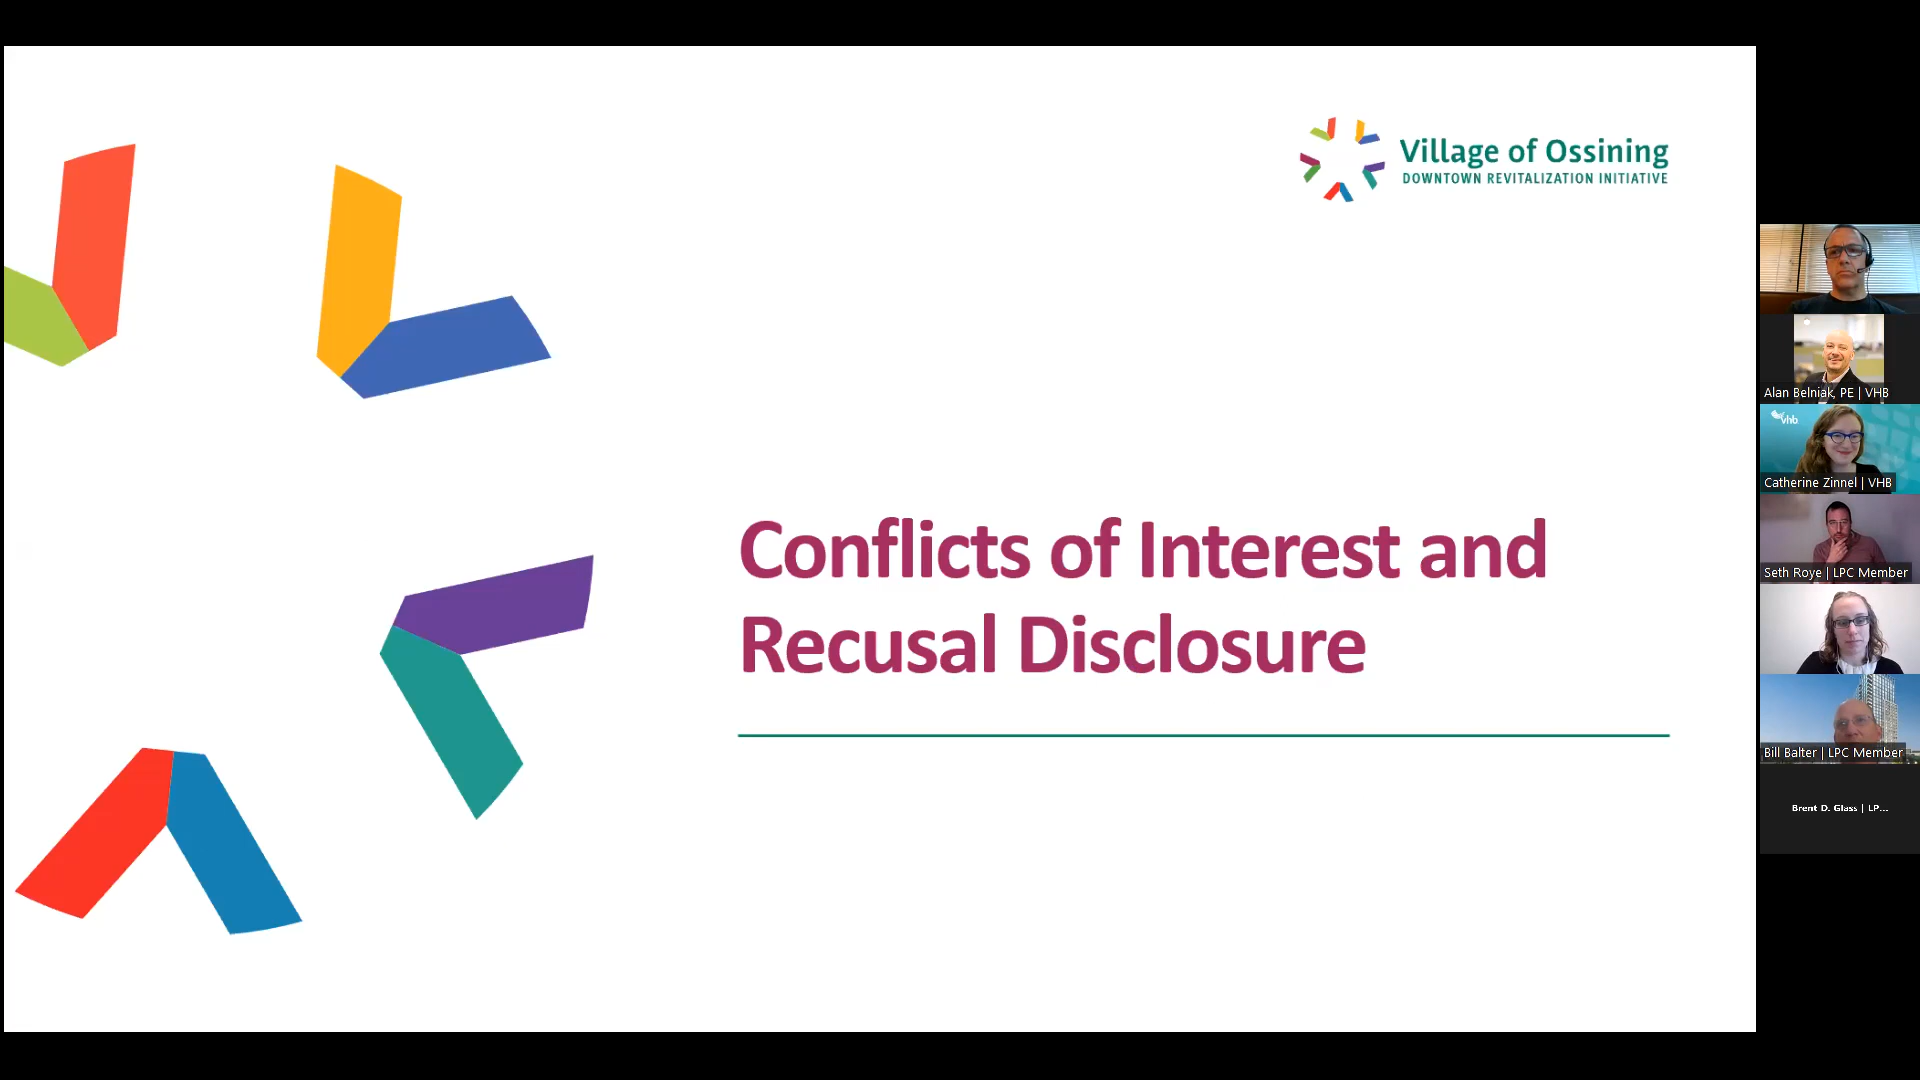 Village of Ossining
DOWNTOWN REVITALIZATION INITIATIVE
Conflicts of Interest and
Recusal Disclosure
Alan Belniak, PE | VHB
vhb
Catherine Zinnel | VHB
Seth Roye | LPC Member
Bill Balter | LPC Member
Brent D. Glass | LP...